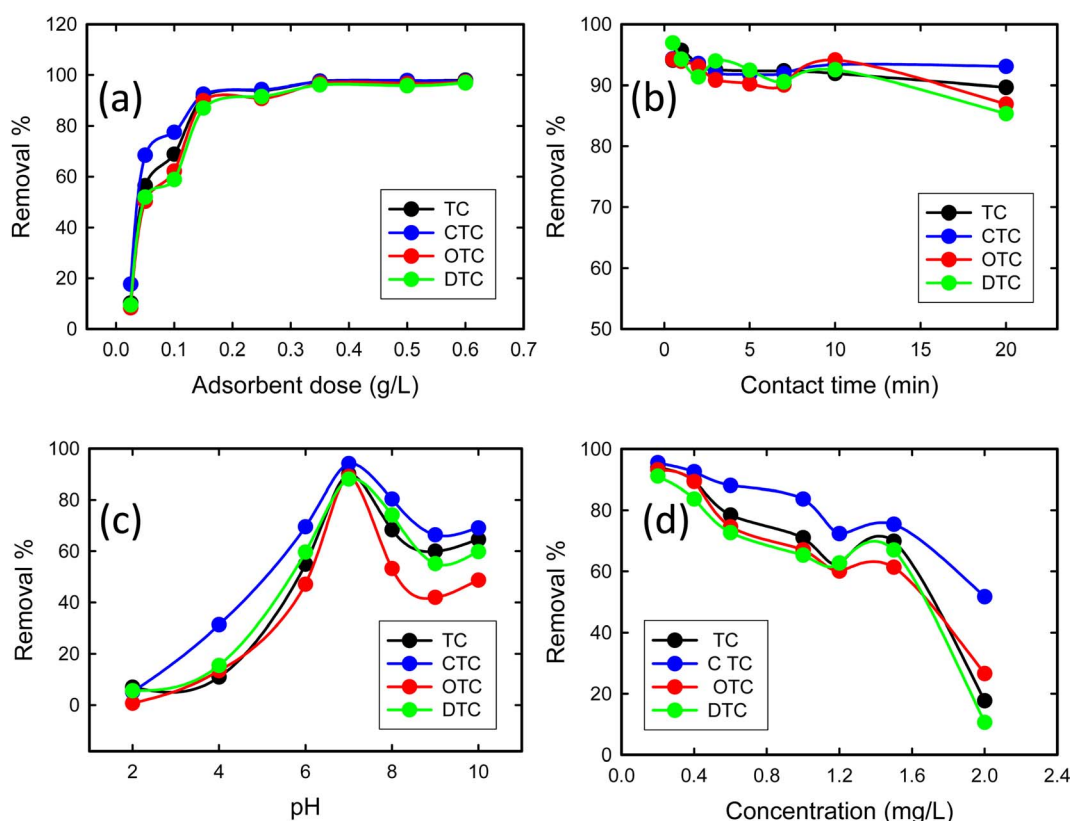 120
100
80
60
40
20
0
Removal %
(a)
TC
CTC
OTC
DTC
0.0 0.1 0.2 0.3 0.4 0.5 0.6 0.7
Adsorbent dose (g/L)
100
90
80
70
60
50
Removal %
(b)
TC
CTC
OTC
DTC
0 5 10 15 20
Contact time (min)
100
80
60
40
20
0
Removal %
(c)
TC
CTC
OTC
DTC
2 4 6 8 10
pH
100
80
60
40
20
0
Removal %
(d)
TC
C TC
OTC
DTC
0.0 0.4 0.8 1.2 1.6 2.0 2.4
Concentration (mg/L)